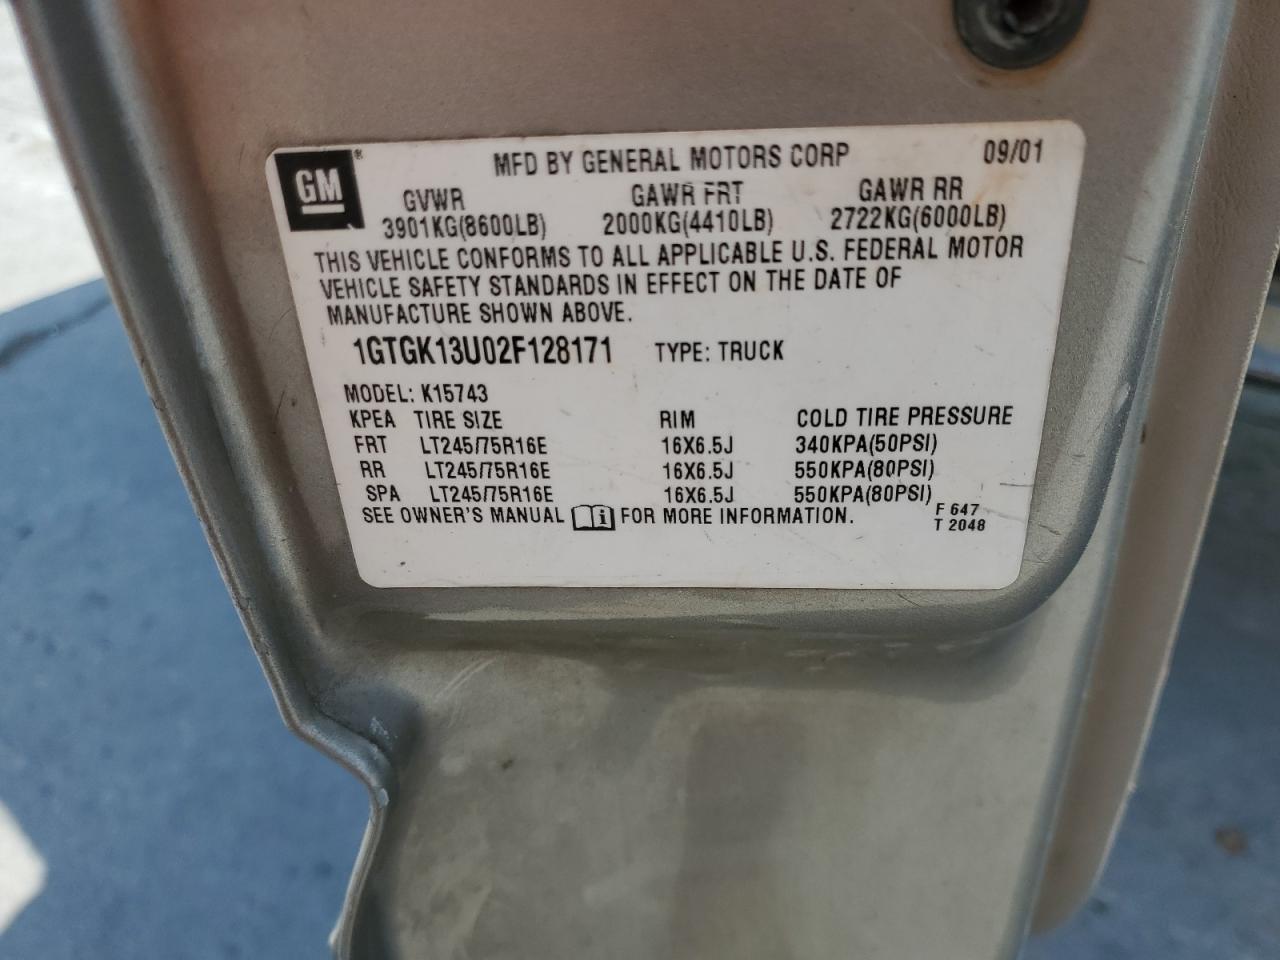 GM® MFD BY GENERAL MOTORS CORP 09/01
GVWR GAWR FRT GAWR RR
3901KG(8600LB) 2000KG(4410LB) 2722KG(6000LB)
THIS VEHICLE CONFORMS TO ALL APPLICABLE U.S. FEDERAL MOTOR
VEHICLE SAFETY STANDARDS IN EFFECT ON THE DATE OF
MANUFACTURE SHOWN ABOVE.
1GTGK13U02F128171 TYPE: TRUCK
MODEL: K15743
KPEA TIRE SIZE RIM COLD TIRE PRESSURE
FRT LT245/75R16E 16X6.5J 340KPA(50PSI)
RR LT245/75R16E 16X6.5J 550KPA(80PSI)
SPA LT245/75R16E 16X6.5J 550KPA(80PSI)
SEE OWNER'S MANUAL i FOR MORE INFORMATION. F 647
T 2048